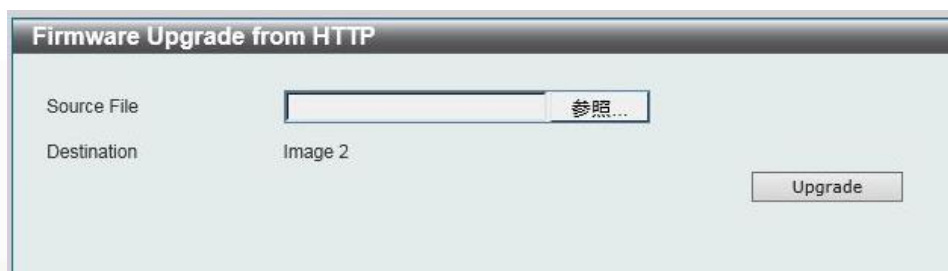 Firmware Upgrade from HTTP
Source File 参照...
Destination Image 2
Upgrade